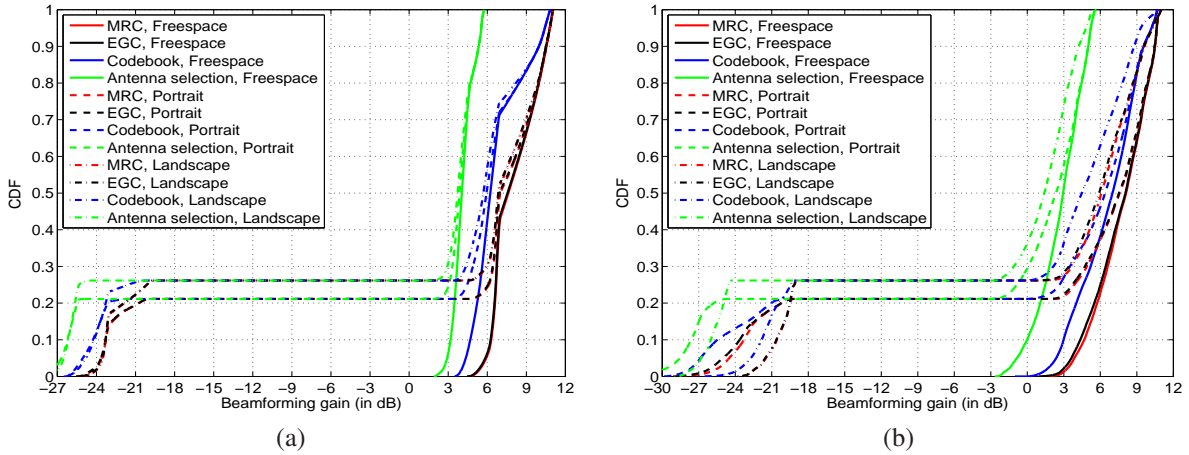 1
0.9
0.8
0.7
0.6
0.5
0.4
0.3
0.2
0.1
0
CDF
MRC, Freespace
EGC, Freespace
Codebook, Freespace
Antenna selection, Freespace
MRC, Portrait
EGC, Portrait
Codebook, Portrait
Antenna selection, Portrait
MRC, Landscape
EGC, Landscape
Codebook, Landscape
Antenna selection, Landscape
−27 −24 −21 −18 −15 −12 −9 −6 −3 0 3 6 9 12
Beamforming gain (in dB)
(a)
1
0.9
0.8
0.7
0.6
0.5
0.4
0.3
0.2
0.1
0
CDF
MRC, Freespace
EGC, Freespace
Codebook, Freespace
Antenna selection, Freespace
MRC, Portrait
EGC, Portrait
Codebook, Portrait
Antenna selection, Portrait
MRC, Landscape
EGC, Landscape
Codebook, Landscape
Antenna selection, Landscape
−30 −27 −24 −21 −18 −15 −12 −9 −6 −3 0 3 6 9 12
Beamforming gain (in dB)
(b)